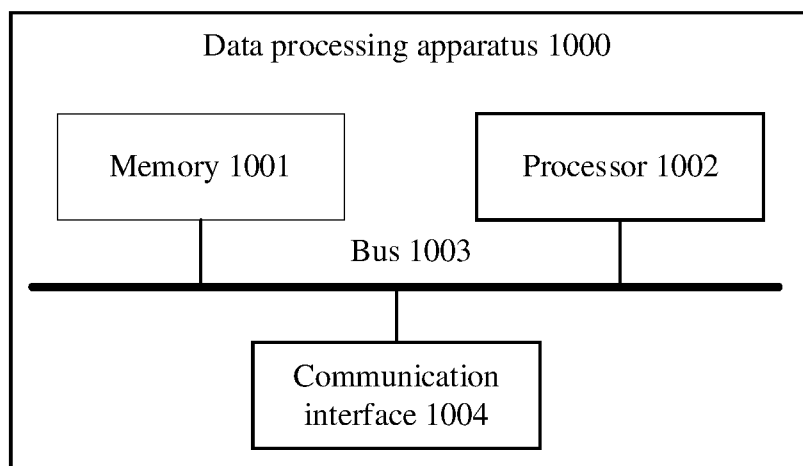 Data processing apparatus 1000
Memory 1001
Processor 1002
Bus 1003
Communication
interface 1004